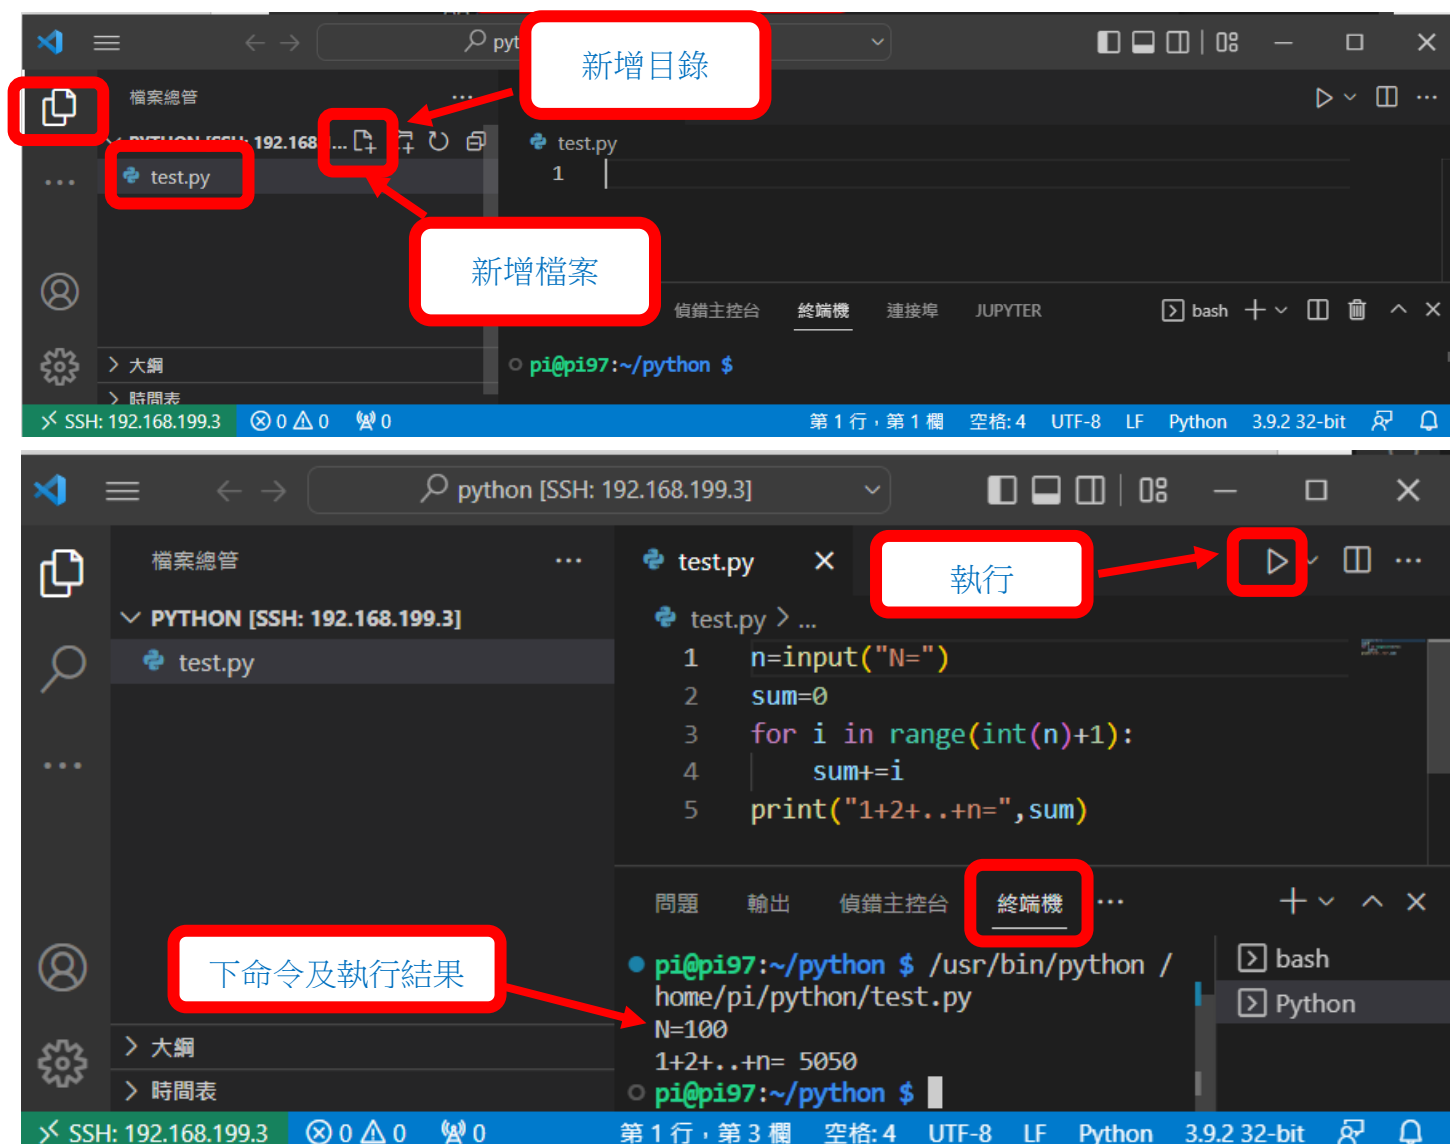 pyt
新增目錄
檔案總管
PYTHON [SSH: 192.168.1...
test.py
test.py
1
新增檔案
偵錯主控台 終端機 連接埠 JUPYTER
bash
pi@pi97:~/python $
大綱
時間表
SSH: 192.168.199.3 0 0 0
第 1 行，第 1 欄 空格: 4 UTF-8 LF Python 3.9.2 32-bit
python [SSH: 192.168.199.3]
檔案總管
PYTHON [SSH: 192.168.199.3]
test.py
test.py
執行
test.py > ...
1 n=input("N=")
2 sum=0
3 for i in range(int(n)+1):
4 sum+=i
5 print("1+2+..+n=",sum)
問題 輸出 偵錯主控台 終端機
下命令及執行結果
pi@pi97:~/python $ /usr/bin/python /
home/pi/python/test.py
N=100
1+2+..+n= 5050
pi@pi97:~/python $
bash
Python
大綱
時間表
SSH: 192.168.199.3 0 0 0
第 1 行，第 3 欄 空格: 4 UTF-8 LF Python 3.9.2 32-bit